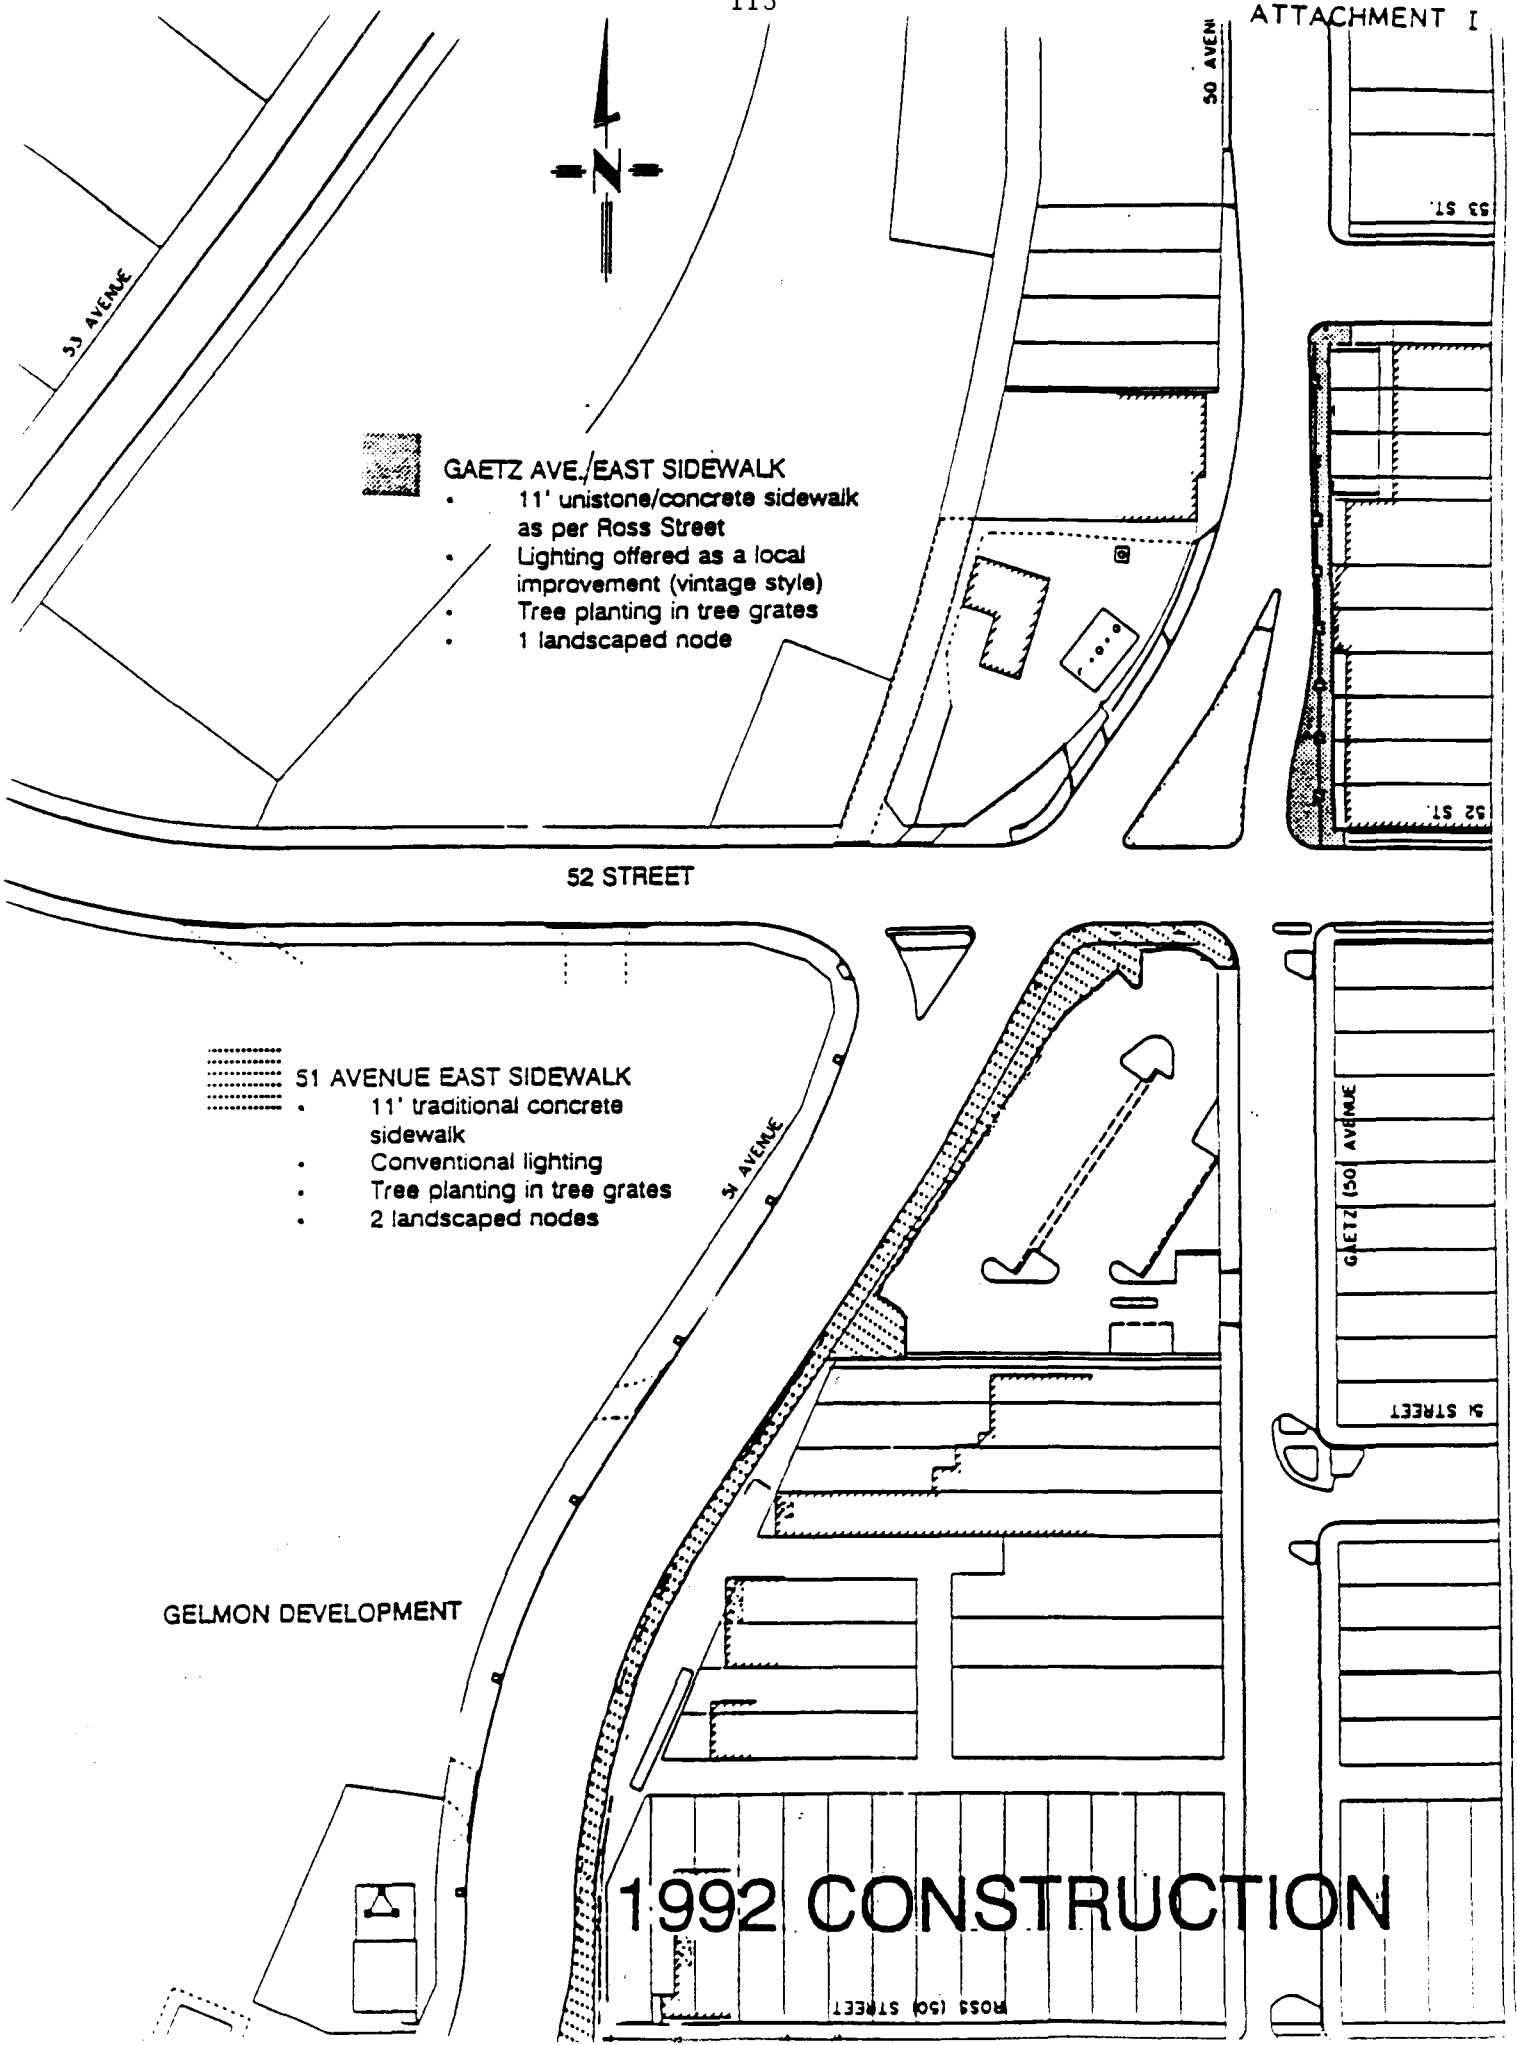 115
ATTACHMENT I
50 AVEN
N
53 ST.
53 AVENUE
GAETZ AVE./EAST SIDEWALK
• 11' unistone/concrete sidewalk
as per Ross Street
• Lighting offered as a local
improvement (vintage style)
• Tree planting in tree grates
• 1 landscaped node
52 ST.
52 STREET
51 AVENUE EAST SIDEWALK
• 11' traditional concrete
sidewalk
• Conventional lighting
• Tree planting in tree grates
• 2 landscaped nodes
51 AVENUE
GAETZ (50) AVENUE
51 STREET
GELMON DEVELOPMENT
1992 CONSTRUCTION
ROSS (50) STREET